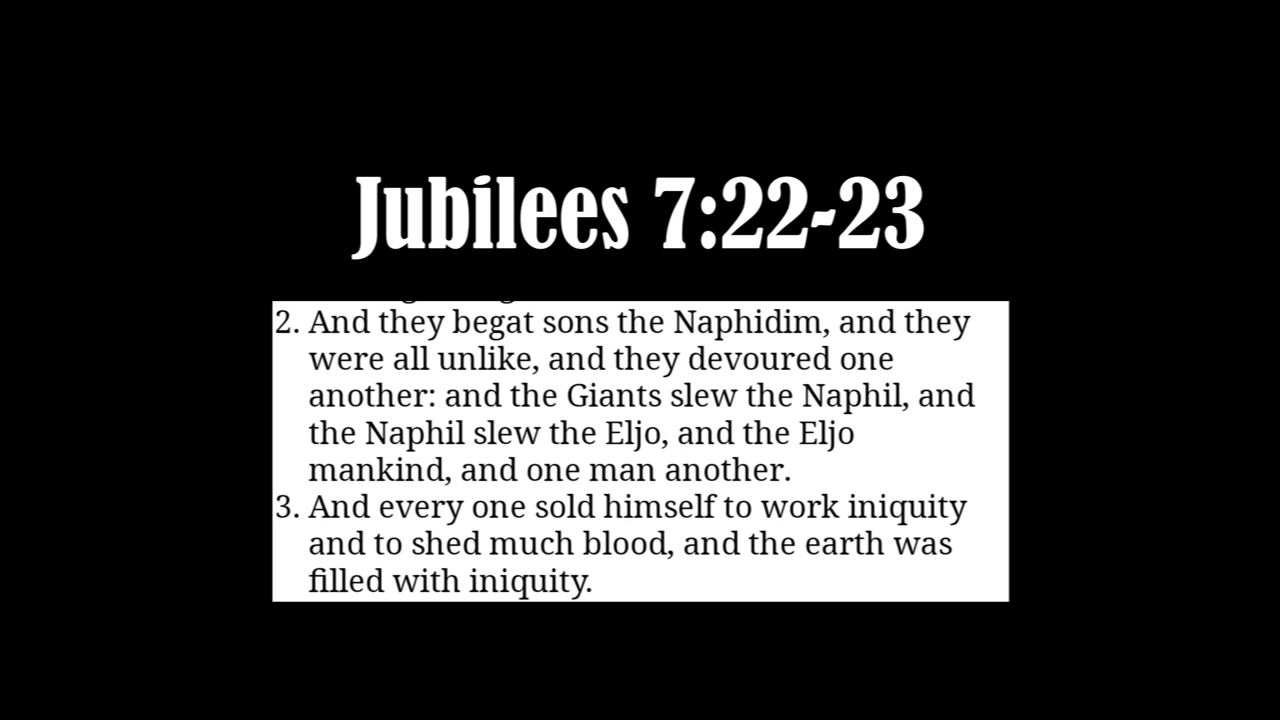 Jubilees 7:22-23
2. And they begat sons the Naphidim, and they
were all unlike, and they devoured one
another: and the Giants slew the Naphil, and
the Naphil slew the Eljo, and the Eljo
mankind, and one man another.
3. And every one sold himself to work iniquity
and to shed much blood, and the earth was
filled with iniquity.